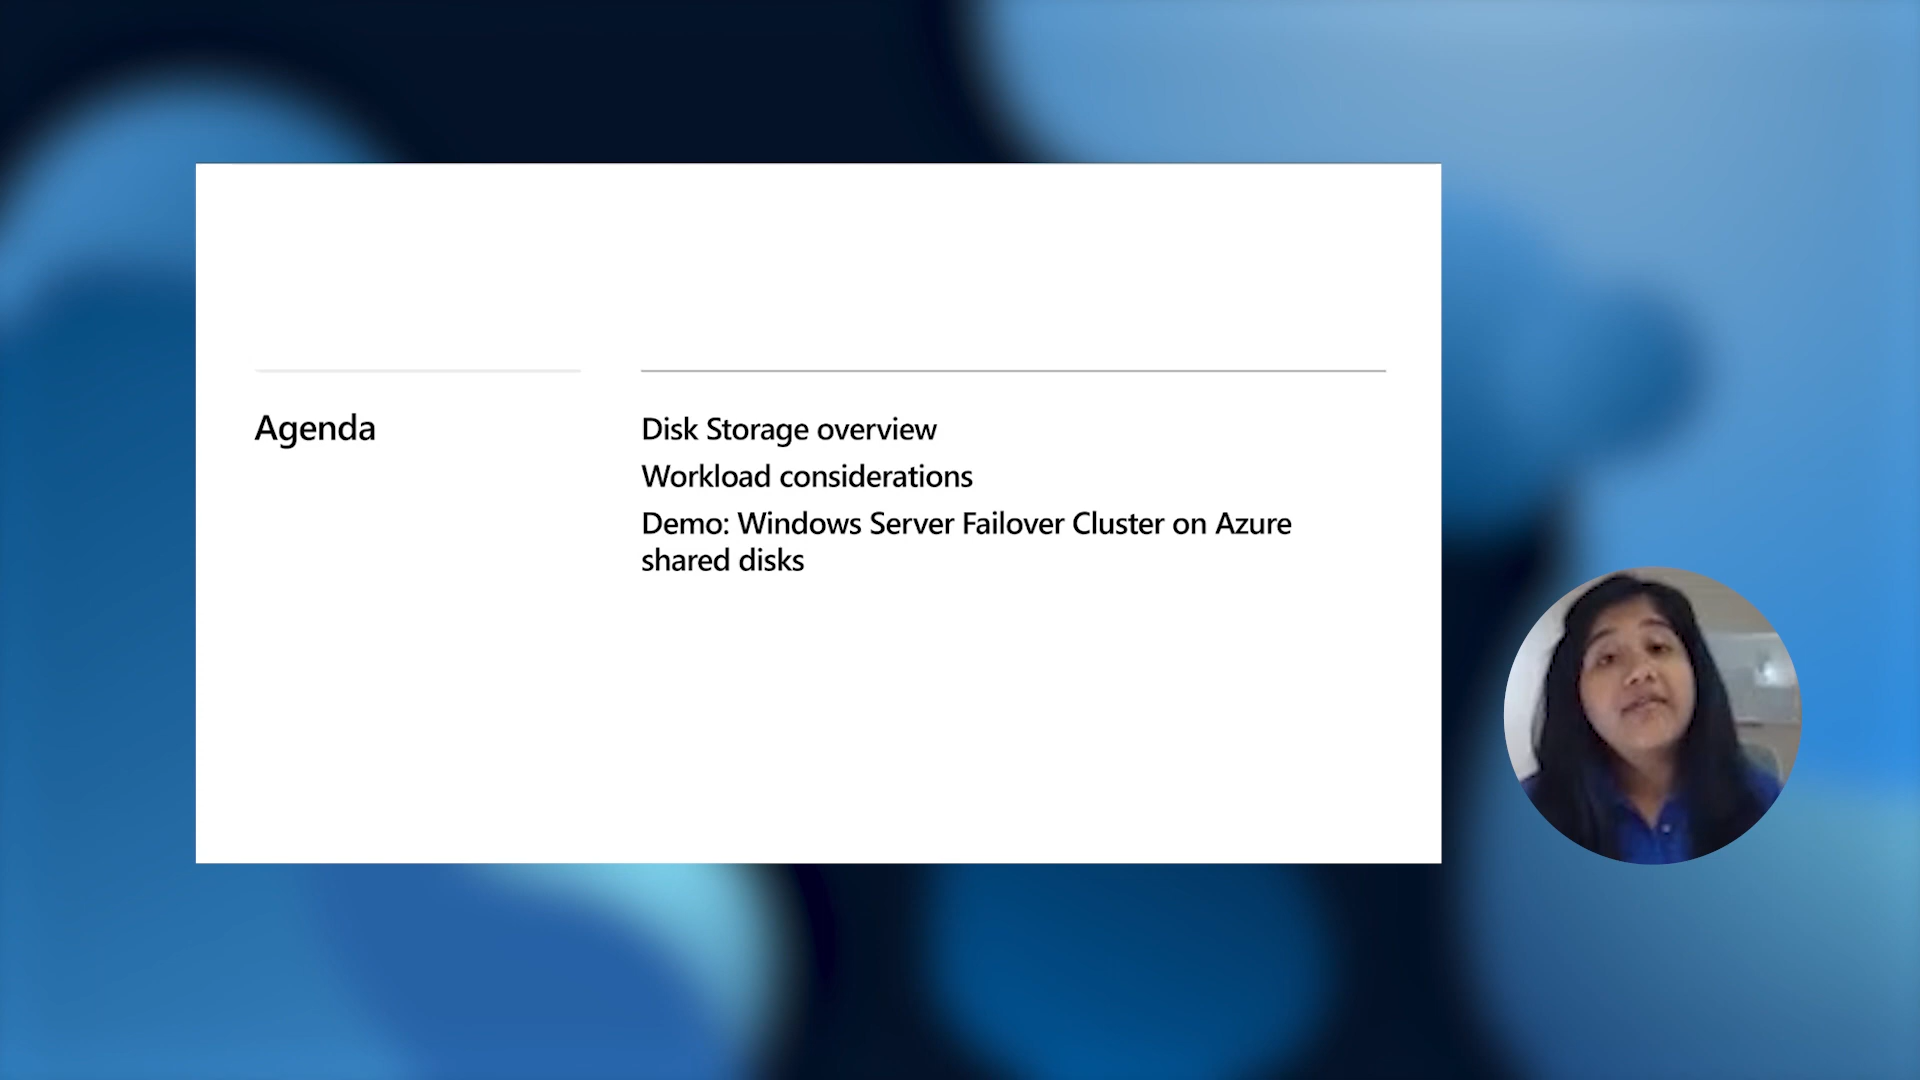 Agenda
Disk Storage overview
Workload considerations
Demo: Windows Server Failover Cluster on Azure
shared disks